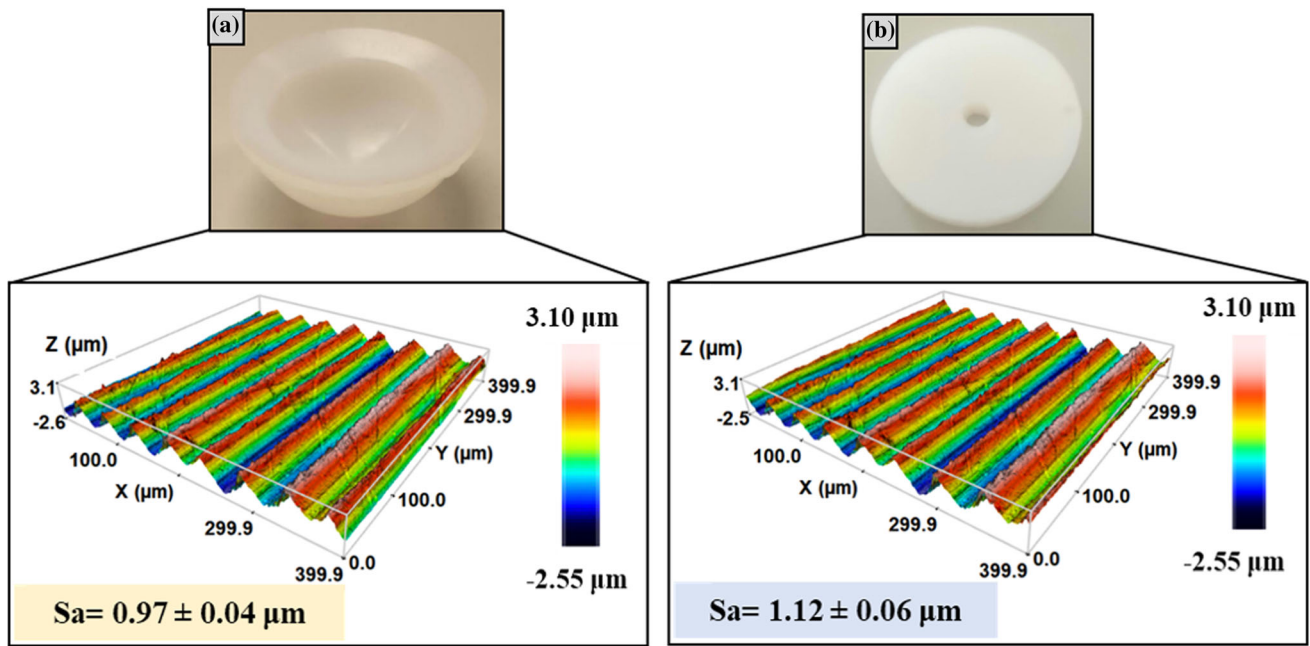 (a)
(b)
3.10 µm
Z (µm)
3.1
-2.6
100.0
X (µm)
299.9
399.9
0.0
100.0
Y (µm)
299.9
399.9
-2.55 µm
Sa= 0.97 ± 0.04 µm
3.10 µm
Z (µm)
3.1
-2.5
100.0
X (µm)
299.9
399.9
0.0
100.0
Y (µm)
299.9
399.9
-2.55 µm
Sa= 1.12 ± 0.06 µm